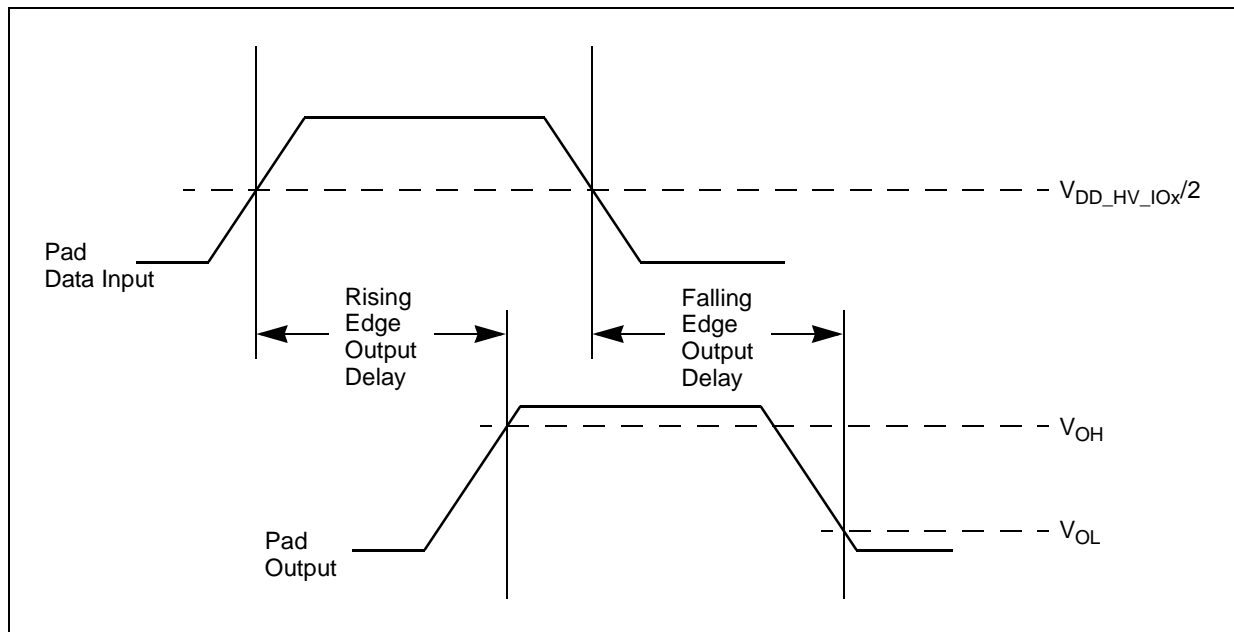 V_DD_HV_IOx/2
Pad
Data Input
Rising
Edge
Output
Delay
Falling
Edge
Output
Delay
V_OH
V_OL
Pad
Output